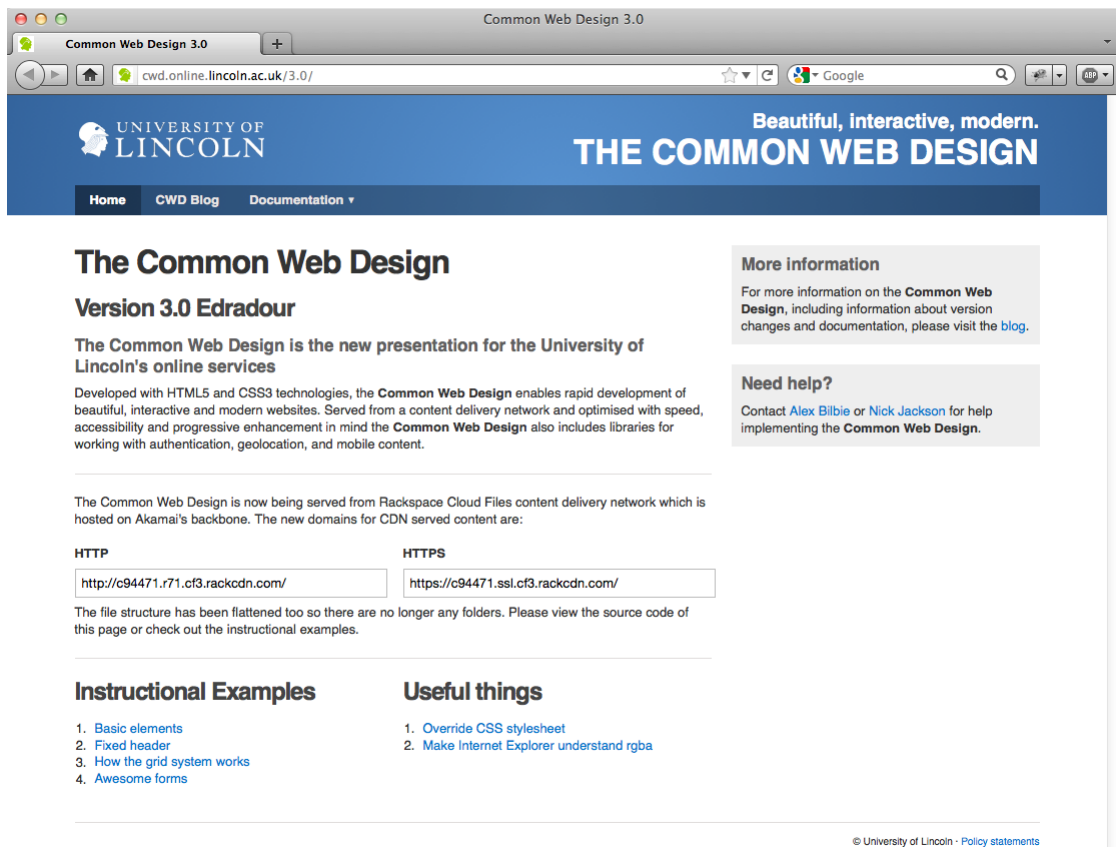 Common Web Design 3.0
Common Web Design 3.0
+
cwd.online.lincoln.ac.uk/3.0/
Google
ABP
UNIVERSITY OF
LINCOLN
Beautiful, interactive, modern.
THE COMMON WEB DESIGN
Home CWD Blog Documentation ▾
The Common Web Design
Version 3.0 Edradour
The Common Web Design is the new presentation for the University of
Lincoln's online services
Developed with HTML5 and CSS3 technologies, the Common Web Design enables rapid development of
beautiful, interactive and modern websites. Served from a content delivery network and optimised with speed,
accessibility and progressive enhancement in mind the Common Web Design also includes libraries for
working with authentication, geolocation, and mobile content.
The Common Web Design is now being served from Rackspace Cloud Files content delivery network which is
hosted on Akamai's backbone. The new domains for CDN served content are:
HTTP
http://c94471.r71.cf3.rackcdn.com/
HTTPS
https://c94471.ssl.cf3.rackcdn.com/
The file structure has been flattened too so there are no longer any folders. Please view the source code of
this page or check out the instructional examples.
Instructional Examples
1. Basic elements
2. Fixed header
3. How the grid system works
4. Awesome forms
Useful things
1. Override CSS stylesheet
2. Make Internet Explorer understand rgba
More information
For more information on the Common Web
Design, including information about version
changes and documentation, please visit the blog.
Need help?
Contact Alex Bilbie or Nick Jackson for help
implementing the Common Web Design.
© University of Lincoln · Policy statements